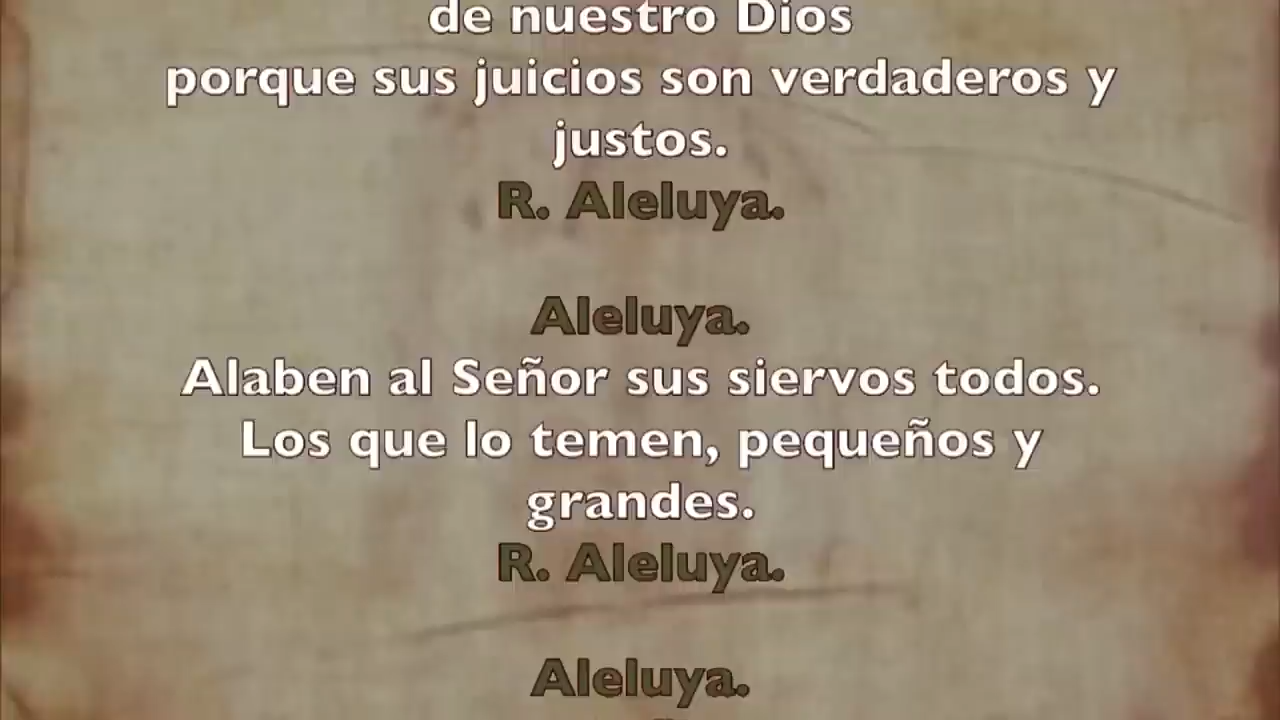 de nuestro Dios
porque sus juicios son verdaderos y
justos.
R. Aleluya.
Aleluya.
Alaben al Señor sus siervos todos.
Los que lo temen, pequeños y
grandes.
R. Aleluya.
Aleluya.